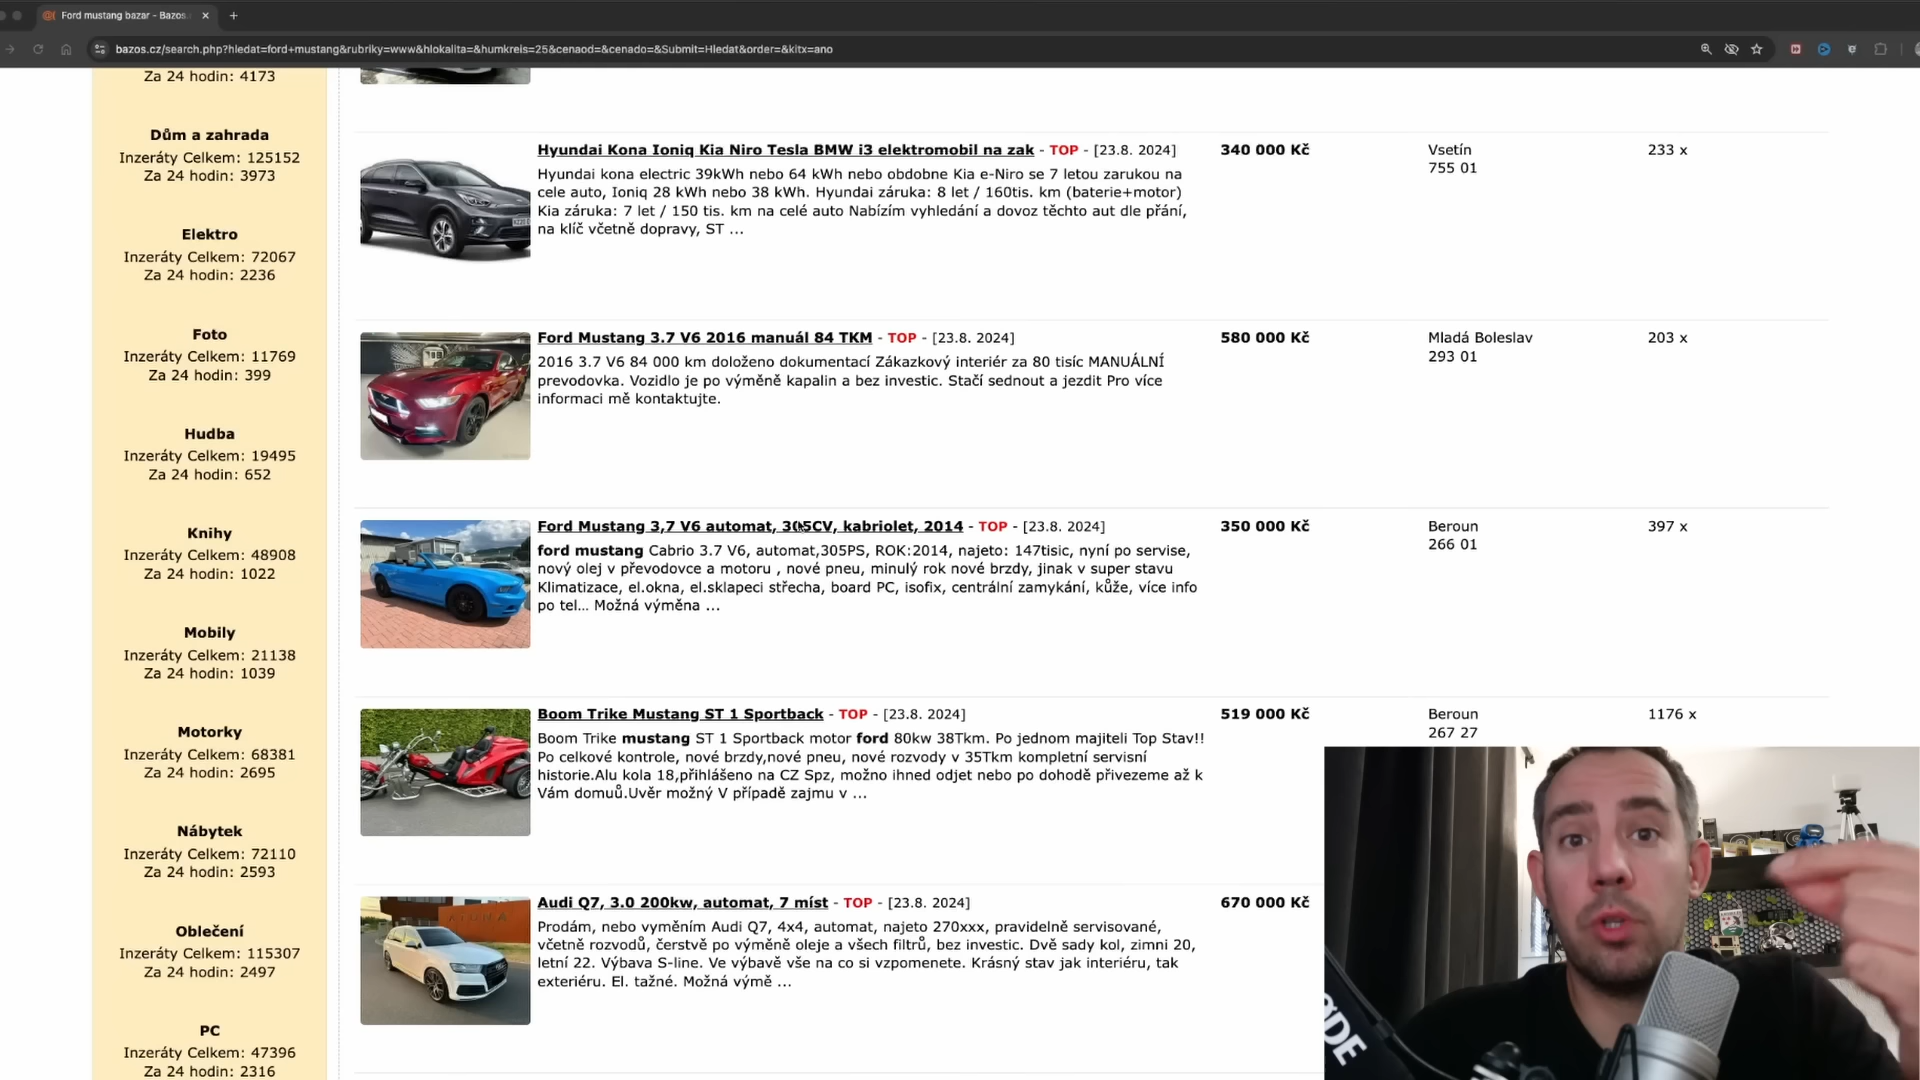 Ford mustang bazar - Bazos.
bazos.cz/search.php?hledat=ford+mustang&rubriky=www&hlokalita=&humkreis=25&cenaod=&cenado=&Submit=Hledat&order=&kitx=ano
Za 24 hodin: 4173
Dům a zahrada
Inzeráty Celkem: 125152
Za 24 hodin: 3973
Elektro
Inzeráty Celkem: 72067
Za 24 hodin: 2236
Foto
Inzeráty Celkem: 11769
Za 24 hodin: 399
Hudba
Inzeráty Celkem: 19495
Za 24 hodin: 652
Knihy
Inzeráty Celkem: 48908
Za 24 hodin: 1022
Mobily
Inzeráty Celkem: 21138
Za 24 hodin: 1039
Motorky
Inzeráty Celkem: 68381
Za 24 hodin: 2695
Nábytek
Inzeráty Celkem: 72110
Za 24 hodin: 2593
Oblečení
Inzeráty Celkem: 115307
Za 24 hodin: 2497
PC
Inzeráty Celkem: 47396
Za 24 hodin: 2316
Hyundai Kona Ioniq Kia Niro Tesla BMW i3 elektromobil na zak - TOP - [23.8. 2024]
Hyundai kona electric 39kWh nebo 64 kWh nebo obdobne Kia e-Niro se 7 letou zarukou na
cele auto, Ioniq 28 kWh nebo 38 kWh. Hyundai záruka: 8 let / 160tis. km (baterie+motor)
Kia záruka: 7 let / 150 tis. km na celé auto Nabízím vyhledání a dovoz těchto aut dle přání,
na klíč včetně dopravy, ST ...
340 000 Kč
Vsetín
755 01
233 x
Ford Mustang 3.7 V6 2016 manuál 84 TKM - TOP - [23.8. 2024]
2016 3.7 V6 84 000 km doloženo dokumentací Zákazkový interiér za 80 tisíc MANUÁLNÍ
prevodovka. Vozidlo je po výměně kapalin a bez investic. Stačí sednout a jezdit Pro více
informaci mě kontaktujte.
580 000 Kč
Mladá Boleslav
293 01
203 x
Ford Mustang 3,7 V6 automat, 305CV, kabriolet, 2014 - TOP - [23.8. 2024]
ford mustang Cabrio 3.7 V6, automat,305PS, ROK:2014, najeto: 147tisic, nyní po servise,
nový olej v převodovce a motoru , nové pneu, minulý rok nové brzdy, jinak v super stavu
Klimatizace, el.okna, el.sklapeci střecha, board PC, isofix, centrální zamykání, kůže, více info
po tel... Možná výměna ...
350 000 Kč
Beroun
266 01
397 x
Boom Trike Mustang ST 1 Sportback - TOP - [23.8. 2024]
Boom Trike mustang ST 1 Sportback motor ford 80kw 38Tkm. Po jednom majiteli Top Stav!!
Po celkové kontrole, nové brzdy,nové pneu, nové rozvody v 35Tkm kompletní servisní
historie.Alu kola 18,přihlášeno na CZ Spz, možno ihned odjet nebo po dohodě přivezeme až k
Vám domuů.Uvěr možný V případě zajmu v ...
519 000 Kč
Beroun
267 27
1176 x
Audi Q7, 3.0 200kw, automat, 7 míst - TOP - [23.8. 2024]
Prodám, nebo vyměním Audi Q7, 4x4, automat, najeto 270xxx, pravidelně servisované,
včetně rozvodů, čerstvě po výměně oleje a všech filtrů, bez investic. Dvě sady kol, zimni 20,
letní 22. Výbava S-line. Ve výbavě vše na co si vzpomenete. Krásný stav jak interiéru, tak
exteriéru. El. tažné. Možná výmě ...
670 000 Kč
RØDE